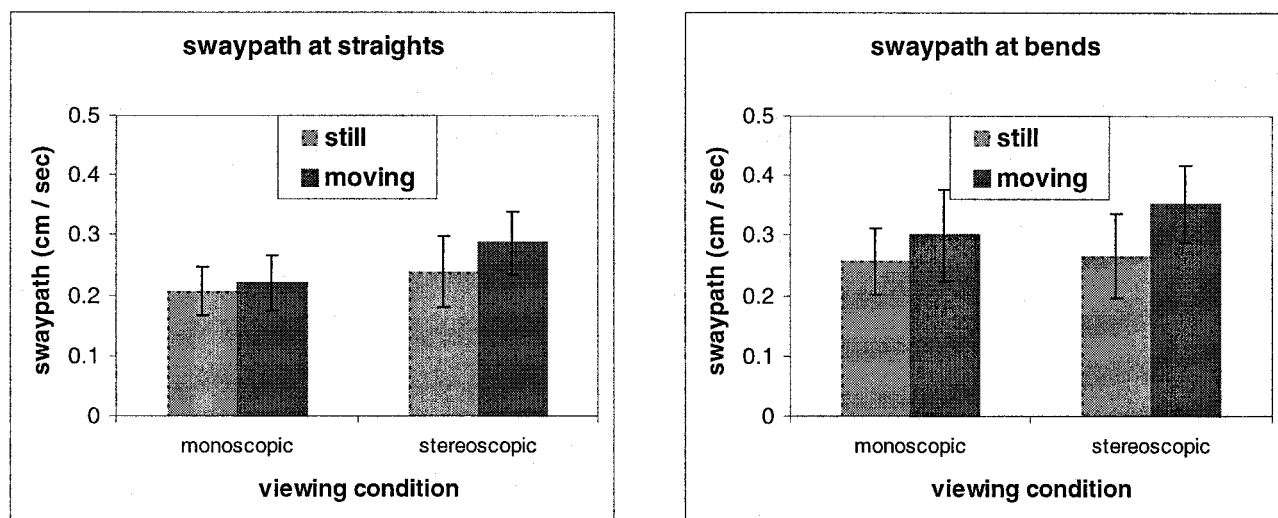 swaypath at straights
swaypath (cm / sec)
0.5
0.4
0.3
0.2
0.1
0
still
moving
monoscopic stereoscopic
viewing condition
swaypath at bends
swaypath (cm / sec)
0.5
0.4
0.3
0.2
0.1
0
still
moving
monoscopic stereoscopic
viewing condition